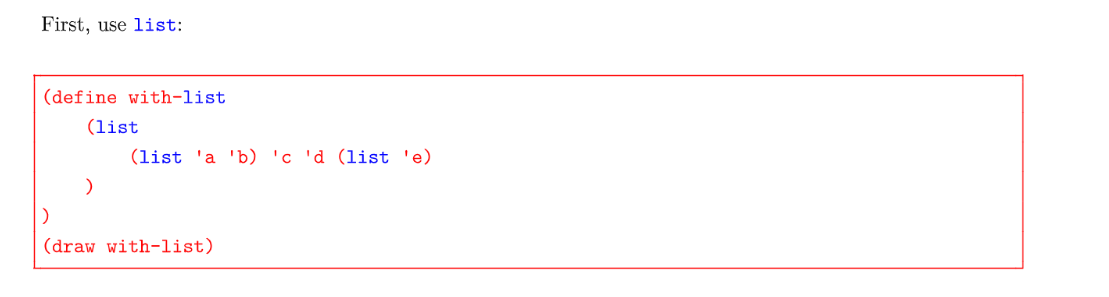 First, use list:
(define with-list
    (list
        (list 'a 'b) 'c 'd (list 'e)
    )
)
(draw with-list)